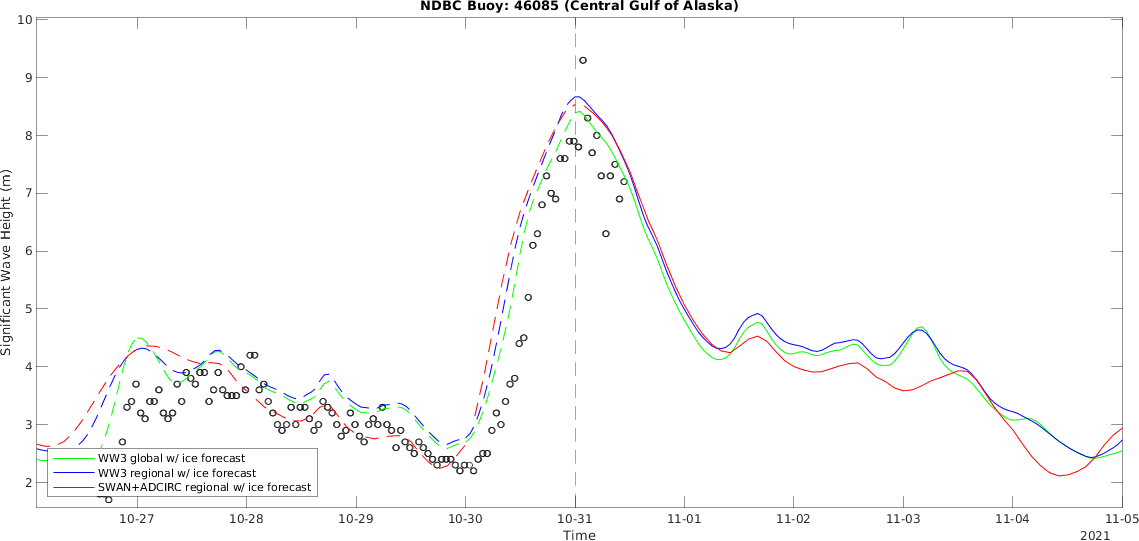 NDBC Buoy: 46085 (Central Gulf of Alaska)
10
9
8
7
6
5
4
3
2
Significant Wave Height (m)
WW3 global w/ ice forecast
WW3 regional w/ ice forecast
SWAN+ADCIRC regional w/ ice forecast
10-27 10-28 10-29 10-30 10-31 11-01 11-02 11-03 11-04 11-05
Time
2021